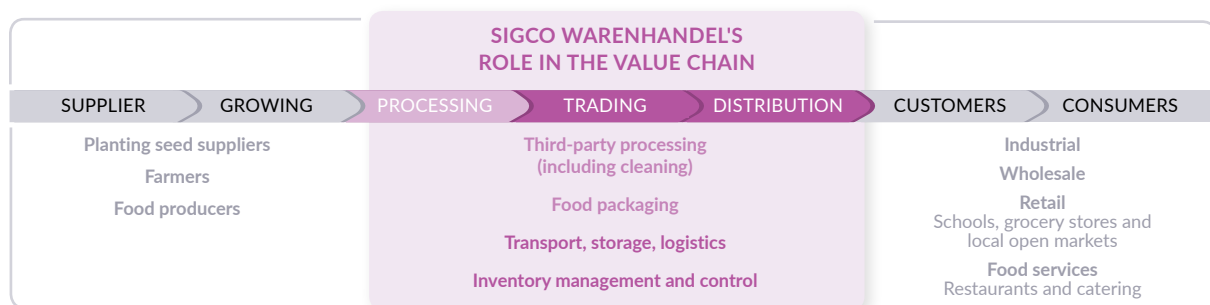 SIGCO WARENHANDEL'S
ROLE IN THE VALUE CHAIN
SUPPLIER
GROWING
PROCESSING
TRADING
DISTRIBUTION
CUSTOMERS
CONSUMERS
Planting seed suppliers
Farmers
Food producers
Third-party processing
(including cleaning)
Food packaging
Transport, storage, logistics
Inventory management and control
Industrial
Wholesale
Retail
Schools, grocery stores and
local open markets
Food services
Restaurants and catering